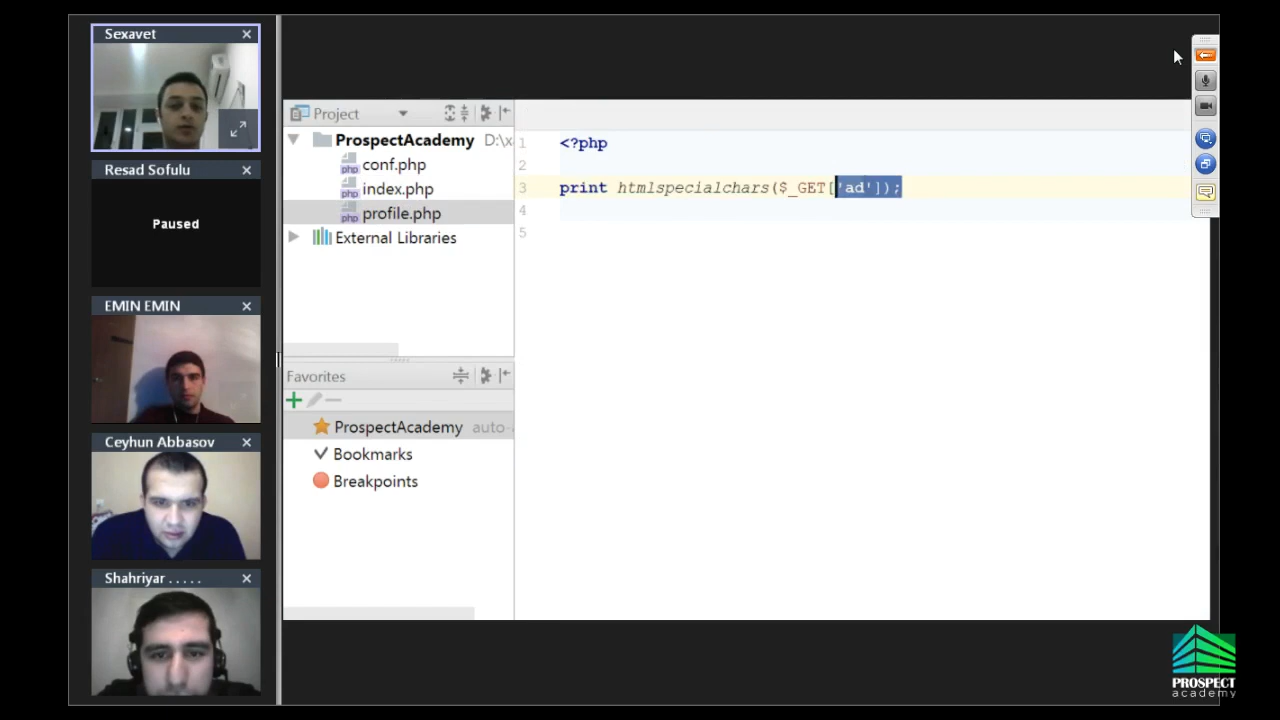 Sexavet
Resad Sofulu
Paused
EMIN EMIN
Ceyhun Abbasov
Shahriyar . . . . .
Project
ProspectAcademy D:\x
conf.php
index.php
profile.php
External Libraries
Favorites
ProspectAcademy auto-
Bookmarks
Breakpoints
1 <?php
2
3 print htmlspecialchars($_GET['ad']);
4
5
PROSPECT
academy